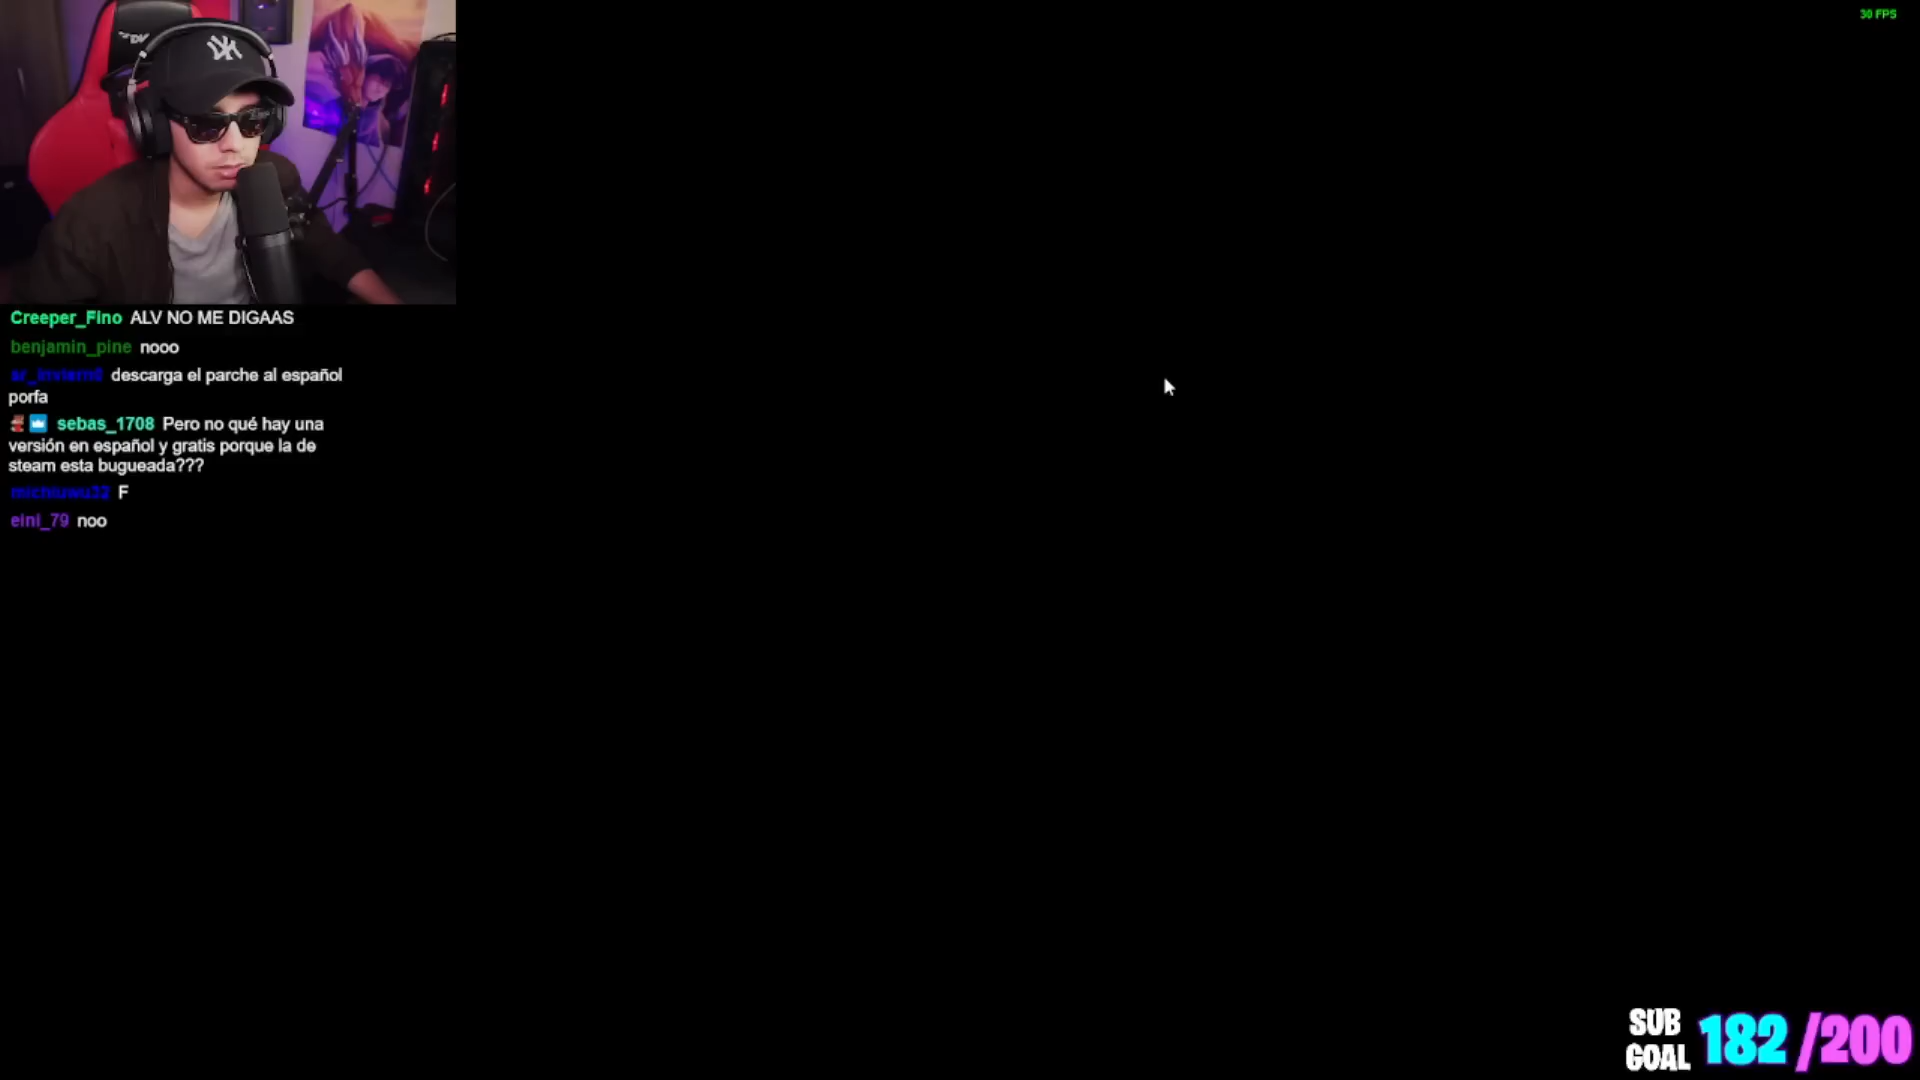 30 FPS
Creeper_Fino ALV NO ME DIGAAS
benjamin_pine nooo
descarga el parche al español
porfa
sebas_1708 Pero no qué hay una
versión en español y gratis porque la de
steam esta bugueada???
michiuwu32 F
eini_79 noo
SUB
GOAL 182 /200